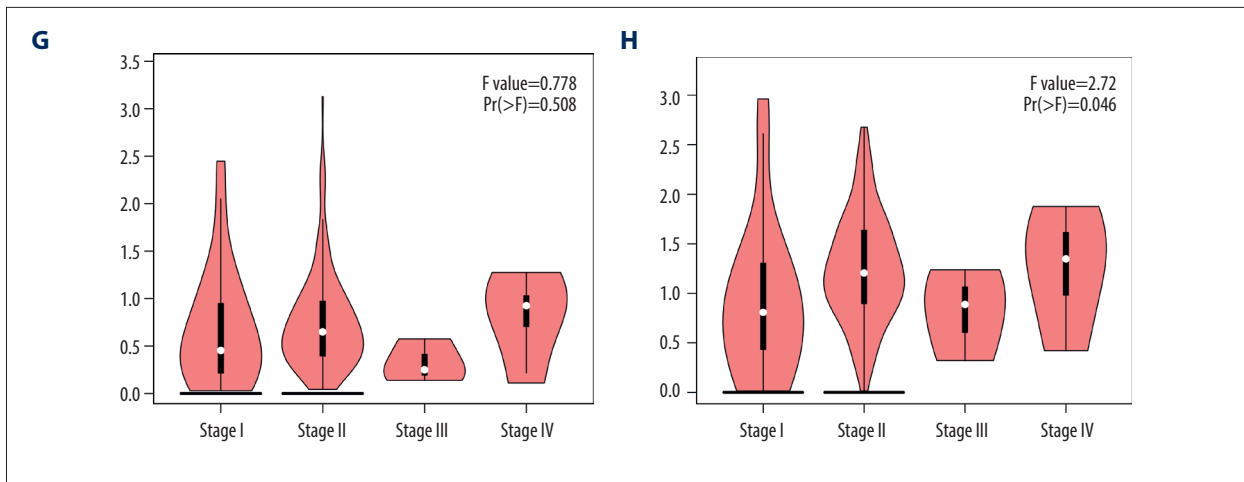 G
F value=0.778
Pr(>F)=0.508
3.5
3.0
2.5
2.0
1.5
1.0
0.5
0.0
Stage I Stage II Stage III Stage IV
H
F value=2.72
Pr(>F)=0.046
3.0
2.5
2.0
1.5
1.0
0.5
0.0
Stage I Stage II Stage III Stage IV